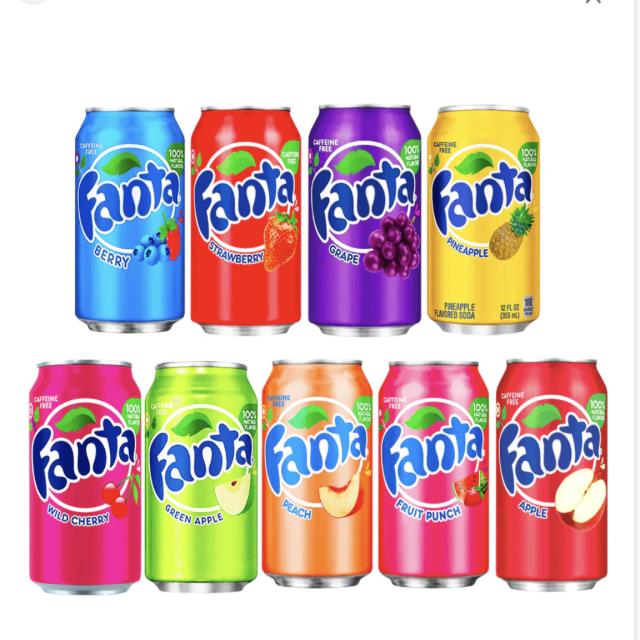 CAFFEINE
FREE
100%
NATURAL
FLAVORS
Fanta
BERRY
CAFFEINE
FREE
Fanta
STRAWBERRY
CAFFEINE
FREE
100%
NATURAL
FLAVORS
Fanta
GRAPE
CAFFEINE
FREE
100%
NATURAL
FLAVORS
Fanta
PINEAPPLE
PINEAPPLE
FLAVORED SODA
12 FL OZ
(355 mL)
180
CAFFEINE
FREE
100%
NATURAL
FLAVORS
Fanta
WILD CHERRY
CAFFEINE
FREE
100%
NATURAL
FLAVORS
Fanta
GREEN APPLE
CAFFEINE
FREE
100%
NATURAL
FLAVORS
Fanta
PEACH
CAFFEINE
FREE
100%
NATURAL
FLAVORS
Fanta
FRUIT PUNCH
CAFFEINE
FREE
100%
NATURAL
FLAVORS
Fanta
APPLE